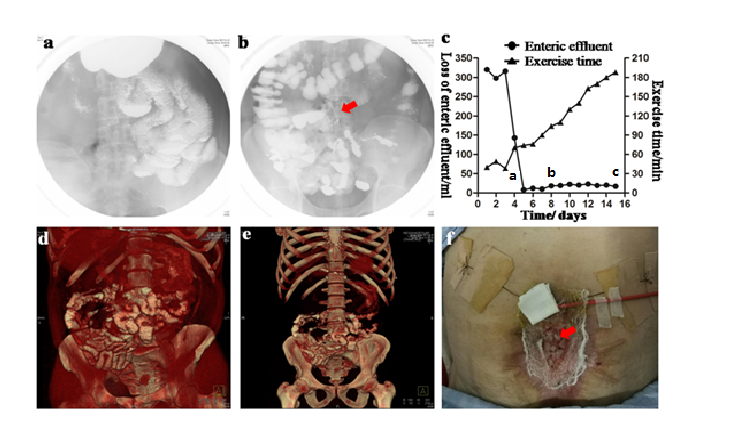 a
b
c
Enteric effluent
Exercise time
Loss of enteric effluent/ml
350
300
250
200
150
100
50
0
210
180
150
120
90
60
30
0
Exercise time/min
a
b
c
0 2 4 6 8 10 12 14 16
Time/ days
d
e
f